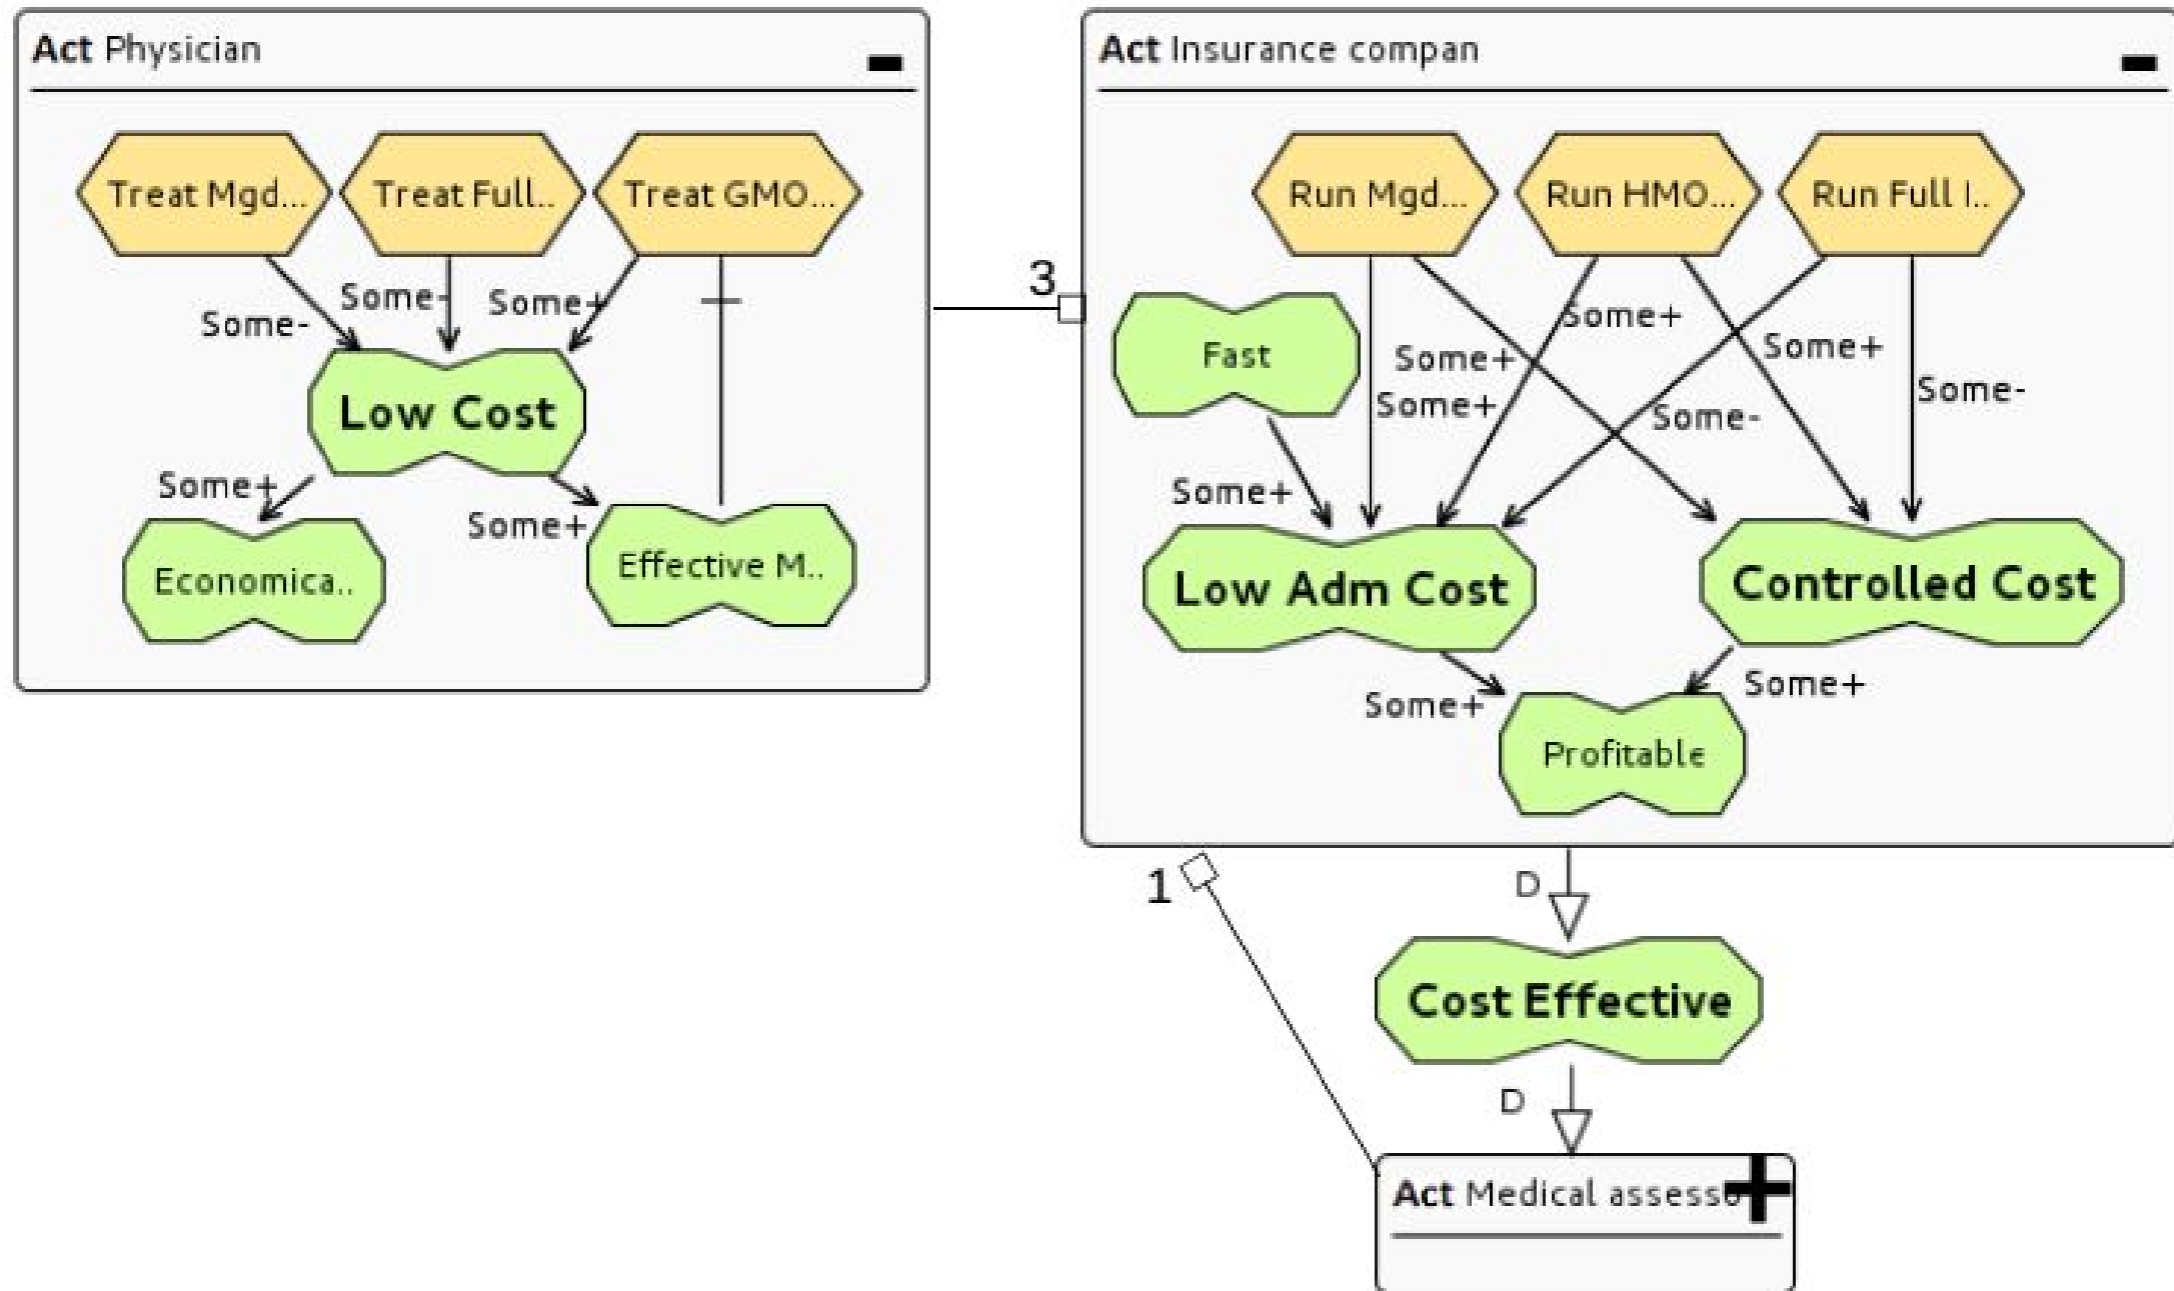 Act Physician
Treat Mgd...
Treat Full..
Treat GMO...
Some-
Some-
Some+
Low Cost
Some+
Some+
Economica..
Effective M..
3
Act Insurance compan
Run Mgd...
Run HMO...
Run Full I..
Fast
Some+
Some+
Some+
Some+
Some-
Some-
Some+
Low Adm Cost
Controlled Cost
Some+
Some+
Profitable
1
D
Cost Effective
D
Act Medical assesso